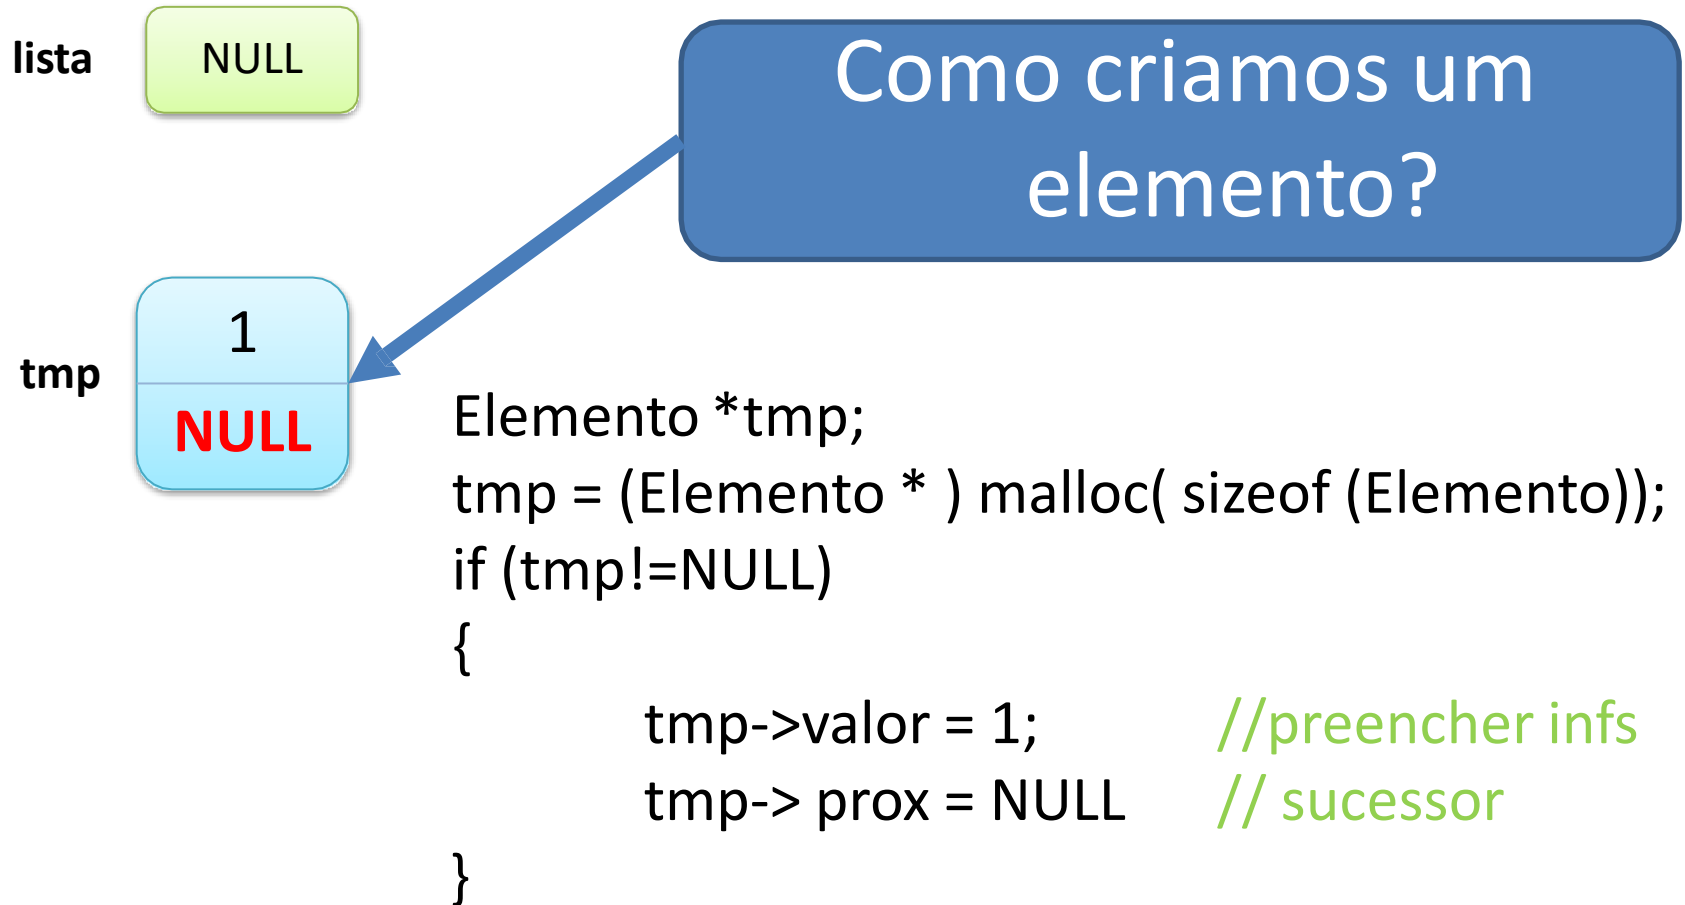 lista
NULL
Como criamos um
elemento?
tmp
1
NULL
Elemento *tmp;
tmp = (Elemento * ) malloc( sizeof (Elemento));
if (tmp!=NULL)
{
tmp->valor = 1; //preencher infs
tmp-> prox = NULL // sucessor
}